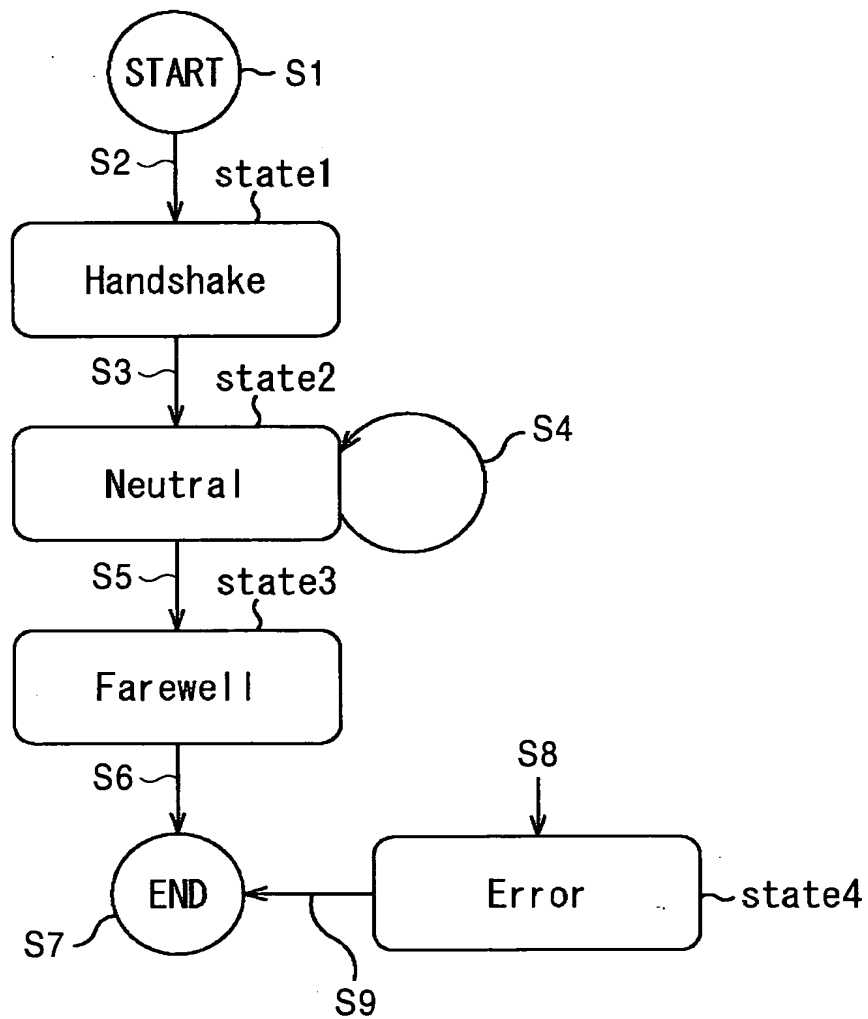 START
S1
S2
state1
Handshake
S3
state2
S4
Neutral
S5
state3
Farewell
S6
S8
END
Error
state4
S7
S9